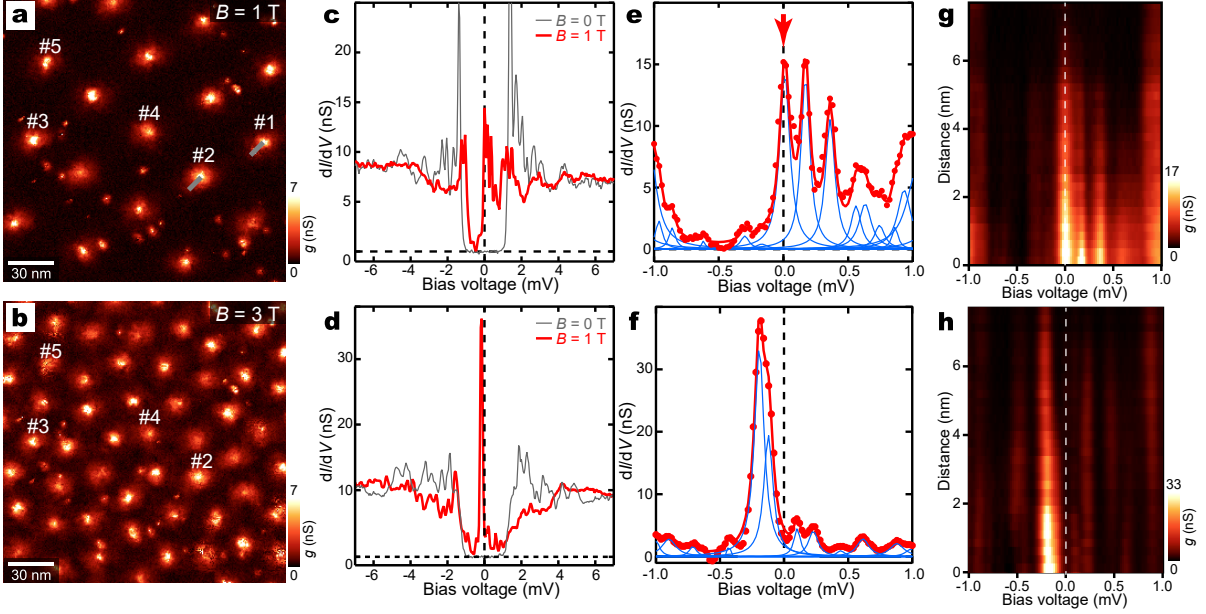 a
B = 1 T
#5
#3
#4
#1
#2
7
g (nS)
0
30 nm
b
B = 3 T
#5
#3
#4
#2
7
g (nS)
0
30 nm
c
B = 0 T
B = 1 T
dI/dV (nS)
20
15
10
5
0
-6
-4
-2
0
2
4
6
Bias voltage (mV)
d
B = 0 T
B = 1 T
dI/dV (nS)
30
20
10
0
-6
-4
-2
0
2
4
6
Bias voltage (mV)
e
dI/dV (nS)
15
10
5
0
-1.0
-0.5
0.0
0.5
1.0
Bias voltage (mV)
f
dI/dV (nS)
30
20
10
0
-1.0
-0.5
0.0
0.5
1.0
Bias voltage (mV)
g
Distance (nm)
6
4
2
0
-1.0
-0.5
0.0
0.5
1.0
Bias voltage (mV)
17
g (nS)
0
h
Distance (nm)
6
4
2
0
-1.0
-0.5
0.0
0.5
1.0
Bias voltage (mV)
33
g (nS)
0